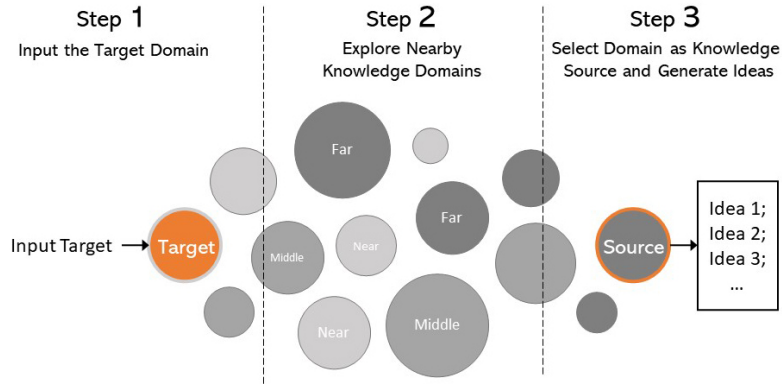 Step 1
Input the Target Domain
Step 2
Explore Nearby
Knowledge Domains
Step 3
Select Domain as Knowledge
Source and Generate Ideas
Far
Far
Input Target
Target
Middle
Near
Source
Near
Middle
Idea 1;
Idea 2;
Idea 3;
...